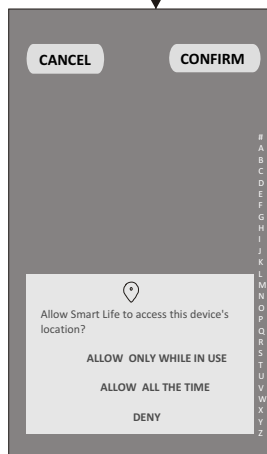 CANCEL
CONFIRM
#
A
B
C
D
E
F
G
H
I
J
K
L
M
N
O
P
Q
R
S
T
U
V
W
X
Y
Z
Allow Smart Life to access this device's
location?
ALLOW ONLY WHILE IN USE
ALLOW ALL THE TIME
DENY